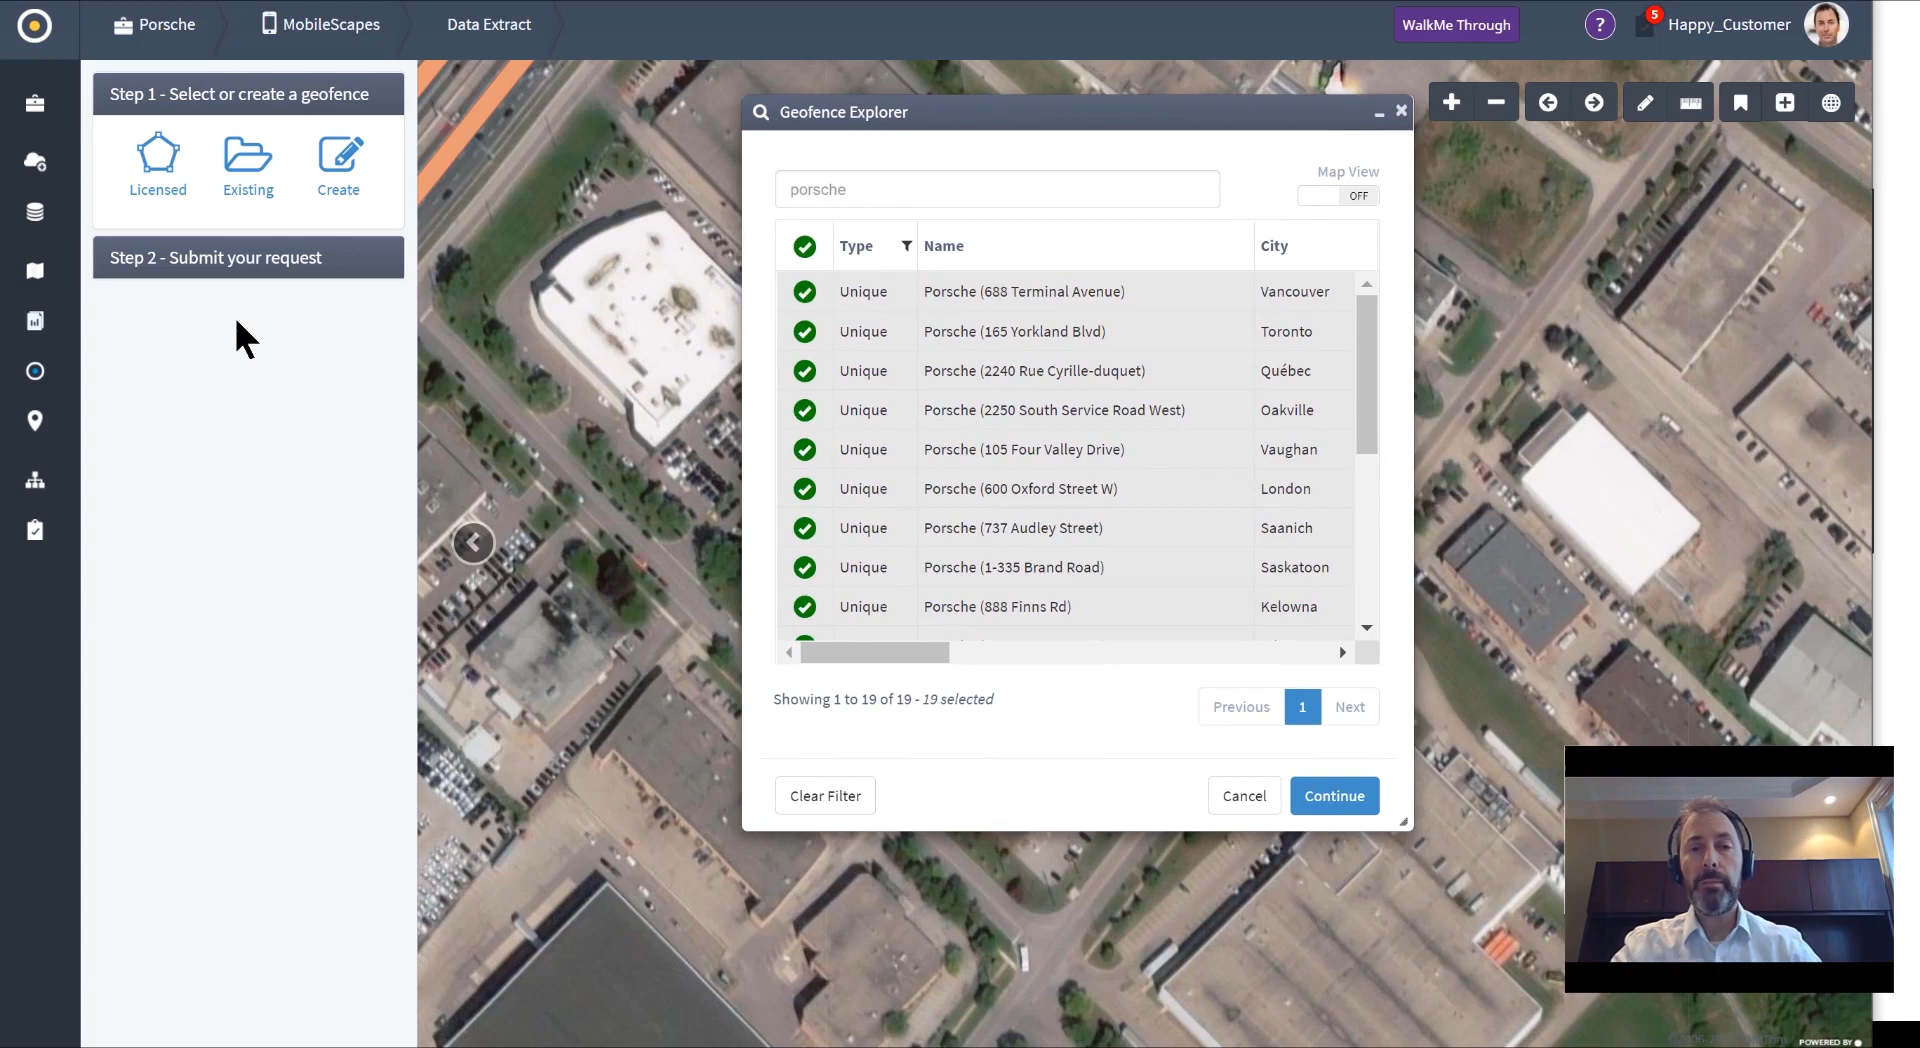 Porsche
MobileScapes
Data Extract
WalkMe Through
?
5
Happy_Customer
Step 1 - Select or create a geofence
Licensed
Existing
Create
Step 2 - Submit your request
Geofence Explorer
porsche
Map View
OFF
Type Name City
Unique Porsche (688 Terminal Avenue) Vancouver
Unique Porsche (165 Yorkland Blvd) Toronto
Unique Porsche (2240 Rue Cyrille-duquet) Québec
Unique Porsche (2250 South Service Road West) Oakville
Unique Porsche (105 Four Valley Drive) Vaughan
Unique Porsche (600 Oxford Street W) London
Unique Porsche (737 Audley Street) Saanich
Unique Porsche (1-335 Brand Road) Saskatoon
Unique Porsche (888 Finns Rd) Kelowna
Showing 1 to 19 of 19 - 19 selected
Previous 1 Next
Clear Filter
Cancel
Continue
POWERED BY